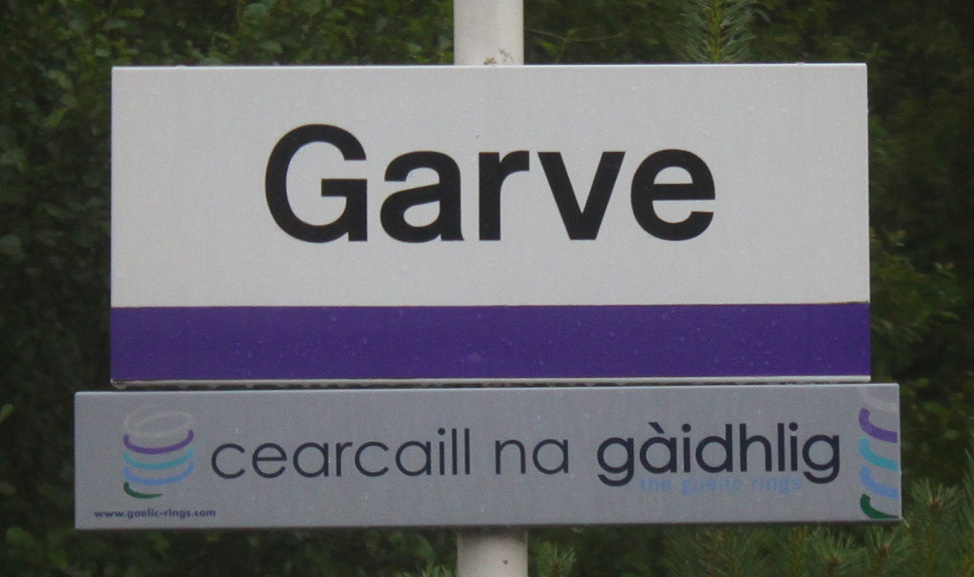 Garve
cearcaill na gàidhlig
the gaelic rings
www.gaelic-rings.com